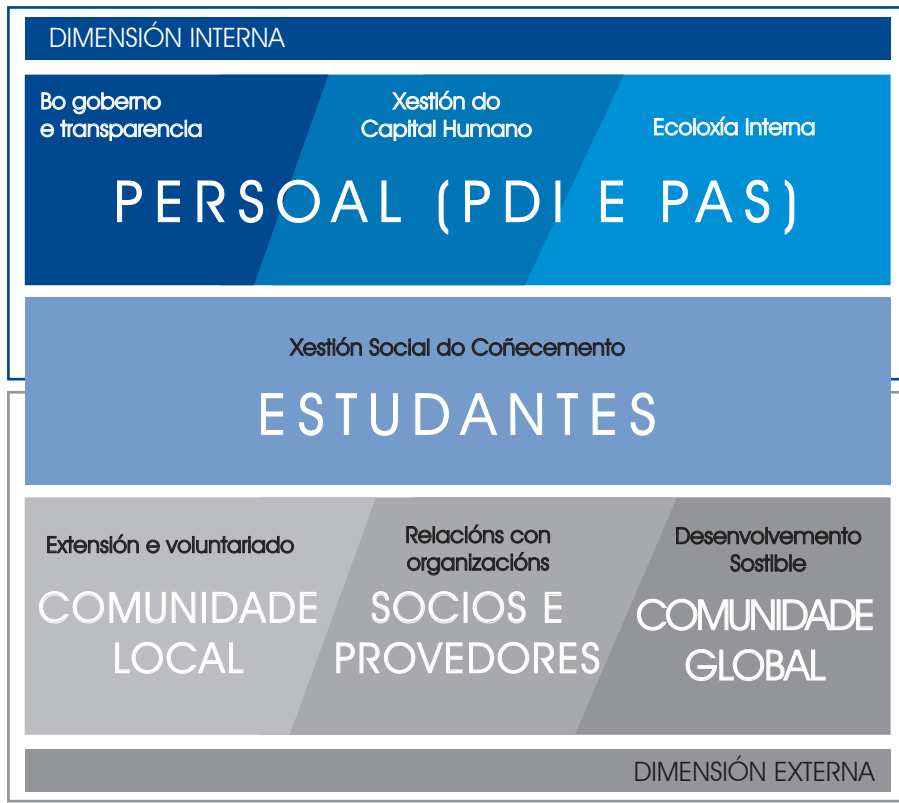 DIMENSIÓN INTERNA
Bo goberno
e transparencia
Xestión do
Capital Humano
Ecoloxía Interna
PERSOAL (PDI E PAS)
Xestión Social do Coñecemento
ESTUDANTES
Extensión e voluntariado
COMUNIDADE
LOCAL
Relacións con
organizacións
SOCIOS E
PROVEDORES
Desenvolvemento
Sostible
COMUNIDADE
GLOBAL
DIMENSIÓN EXTERNA